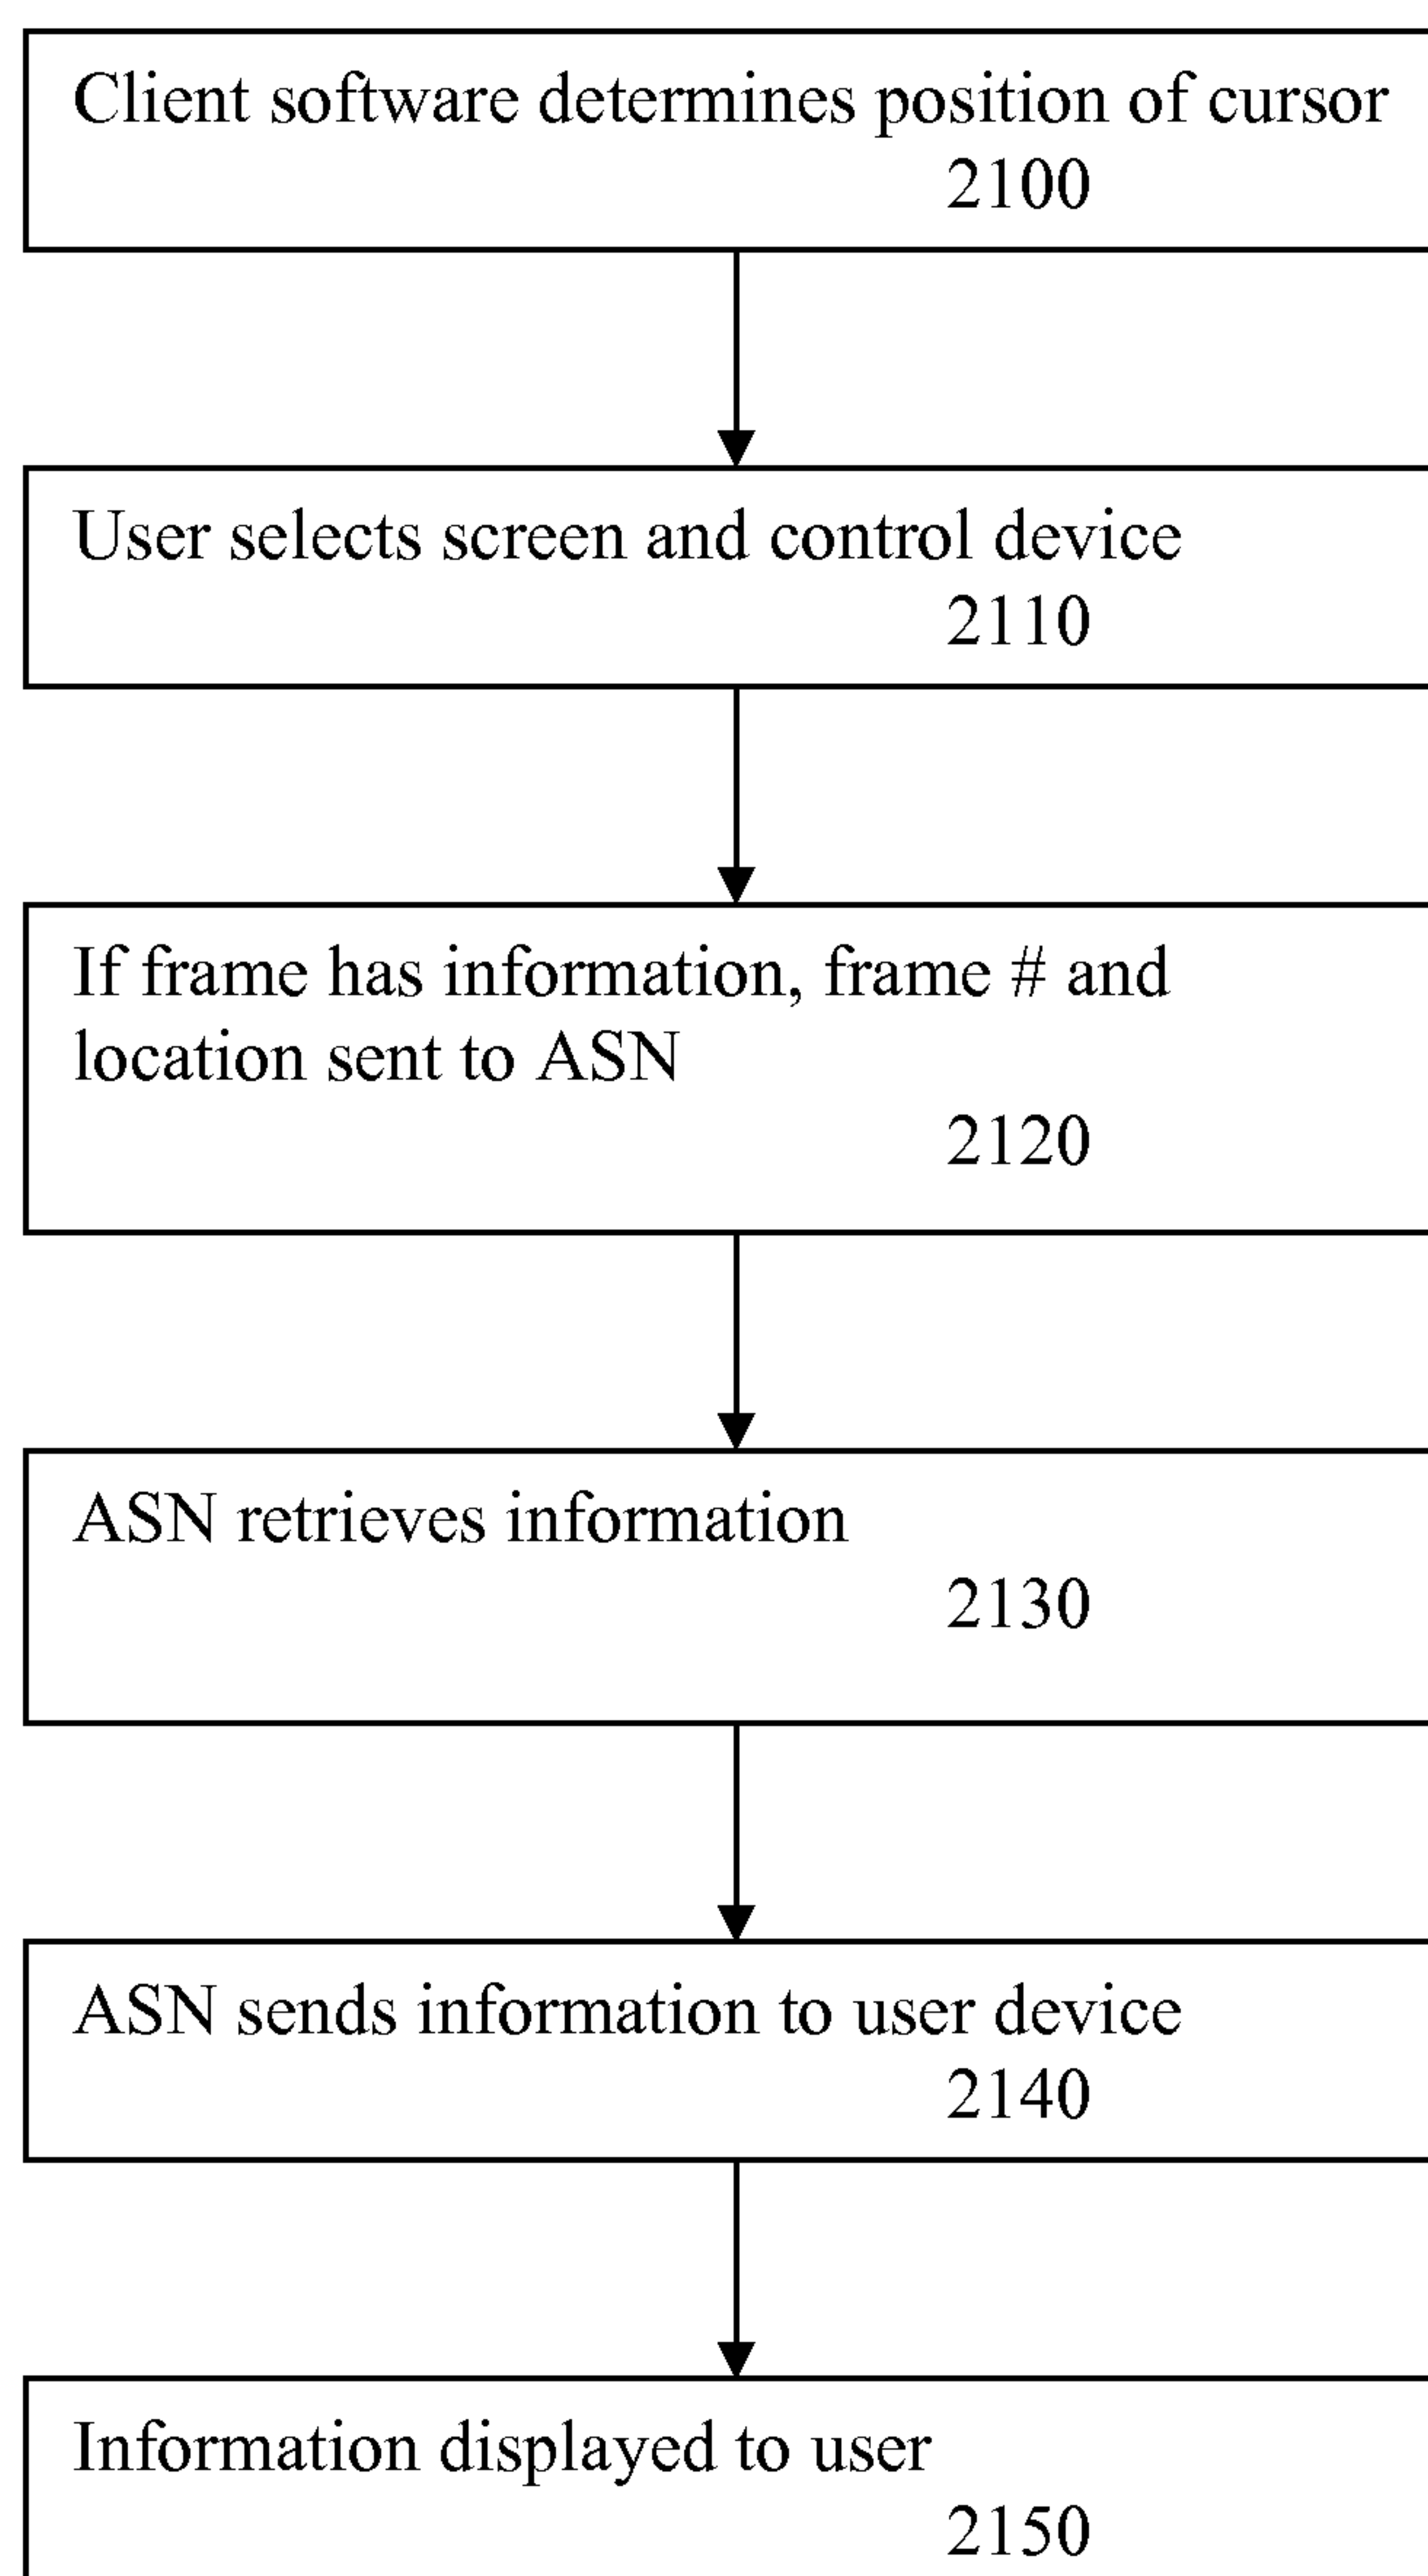 Client software determines position of cursor
2100
User selects screen and control device
2110
If frame has information, frame # and
location sent to ASN
2120
ASN retrieves information
2130
ASN sends information to user device
2140
Information displayed to user
2150